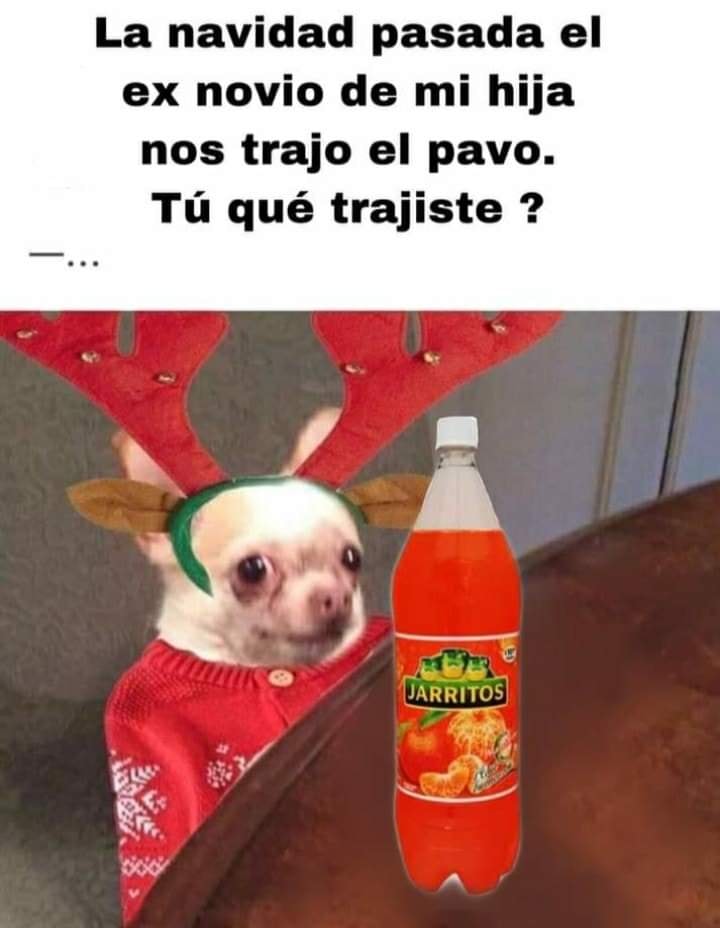 La navidad pasada el
ex novio de mi hija
nos trajo el pavo.
Tú qué trajiste ?
—...
JARRITOS